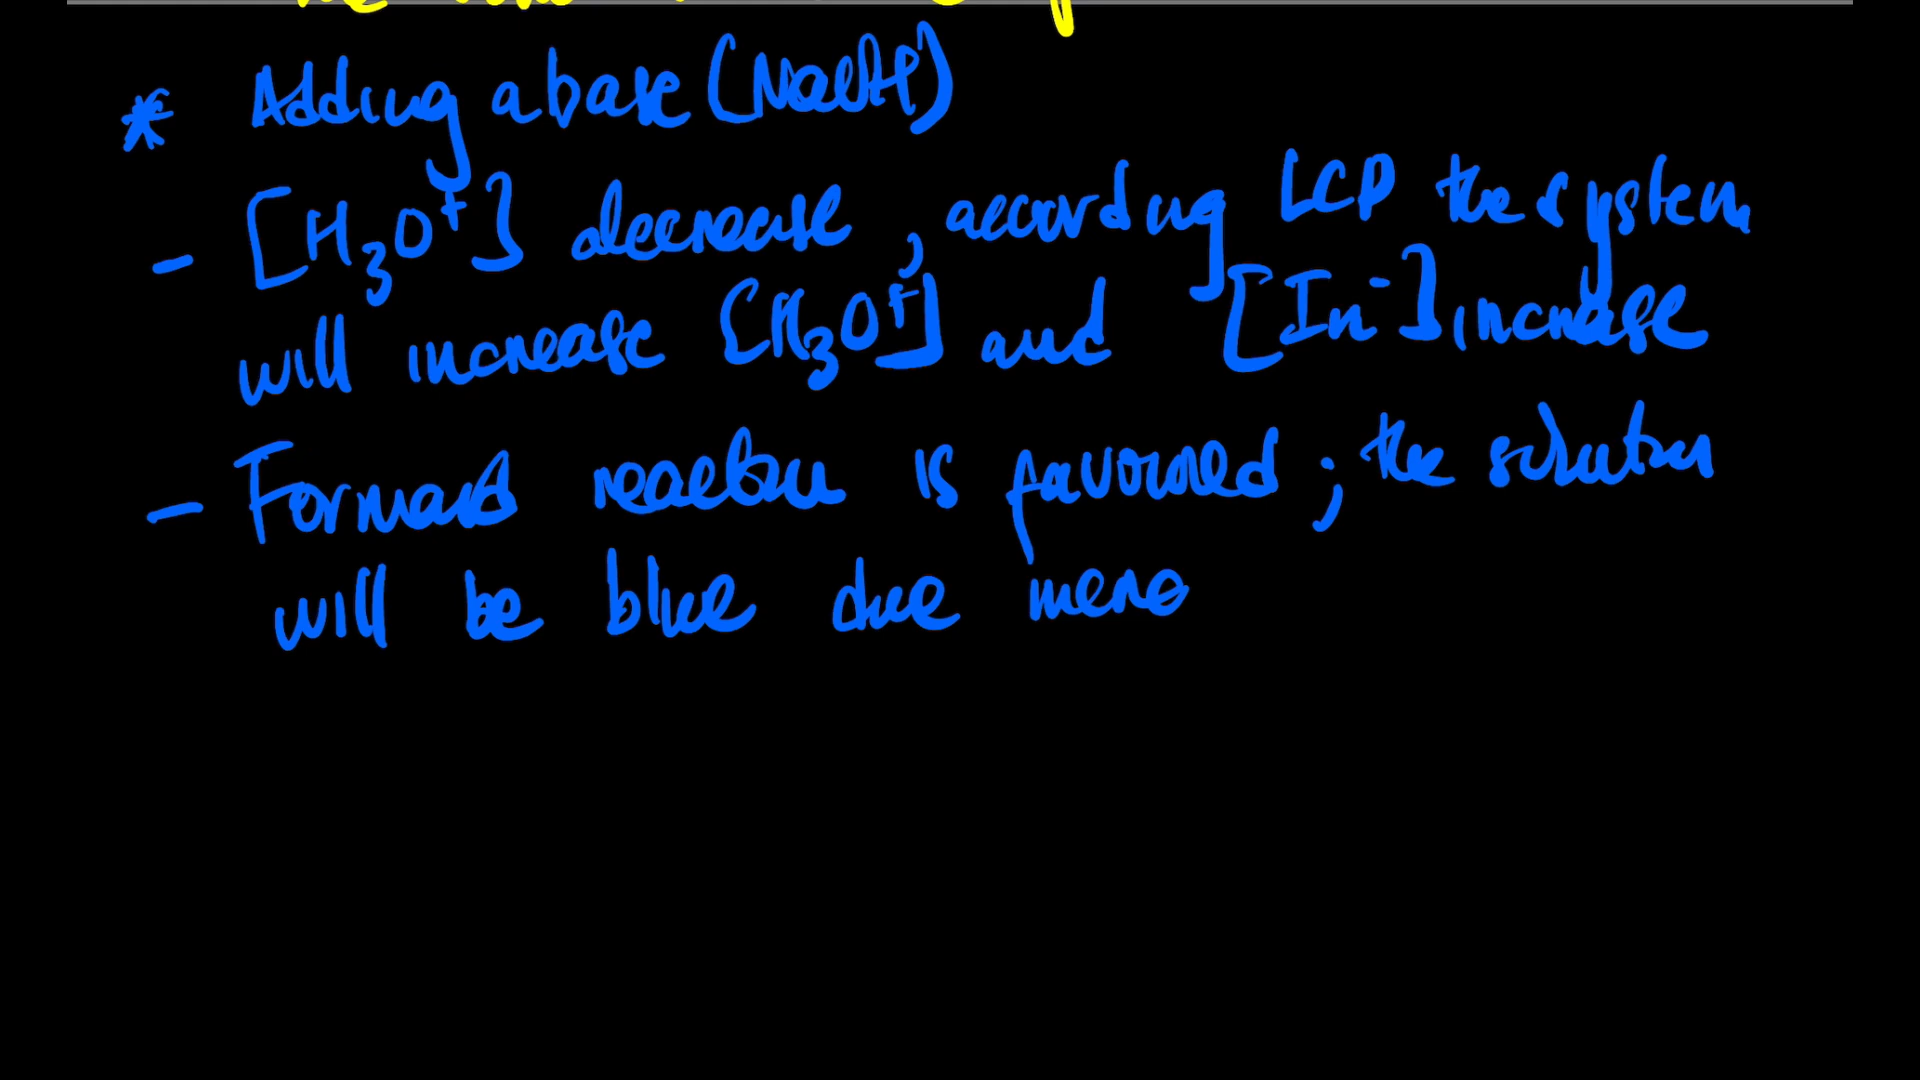 * Adding a base (NaOH)
- [H₃O⁺] decrease, according LCP the system
will increase [H₃O⁺] and [In⁻] increase
- Forward reaction is favoured; the solution
will be blue due more